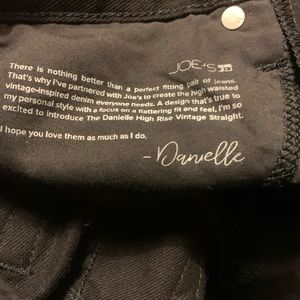 JOE'S
There is nothing better than a perfect fitting pair of jeans.
That's why I've partnered with Joe's to create the high waisted
vintage-inspired denim everyone needs. A design that's true to
my personal style with a focus on a flattering fit and feel, I'm so
excited to introduce The Danielle High Rise Vintage Straight.
I hope you love them as much as I do.
-Danielle